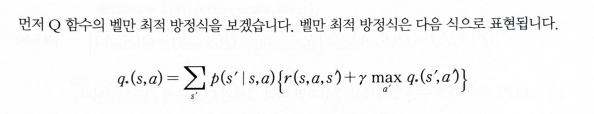 먼저 Q 함수의 벨만 최적 방정식을 보겠습니다. 벨만 최적 방정식은 다음 식으로 표현됩니다.
q*(s,a) = ∑s′ p(s′ | s,a){r(s,a,s′)+γ maxa′ q*(s′,a′)}